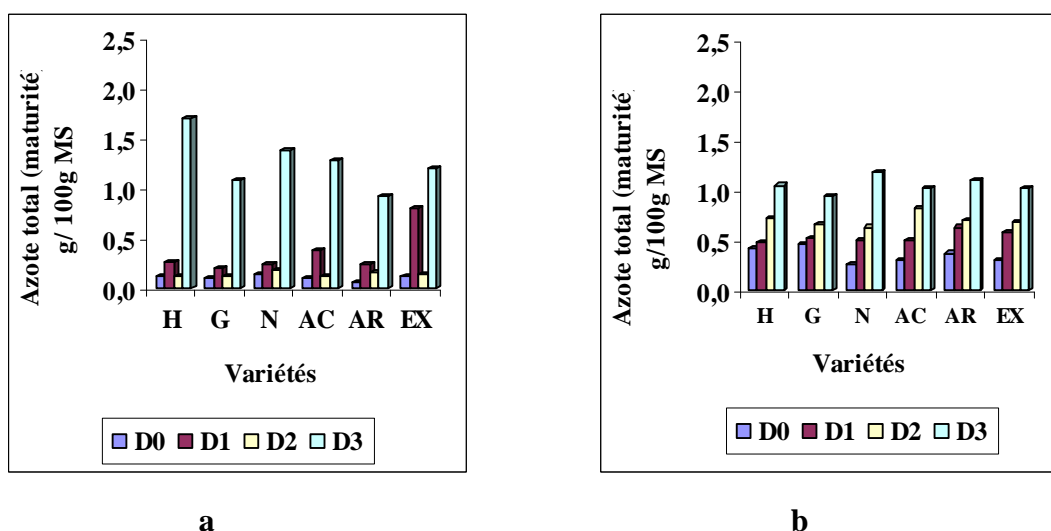 Azote total (maturité)
g/ 100g MS
2,5
2,0
1,5
1,0
0,5
0,0
H G N AC AR EX
Variétés
D0 D1 D2 D3
a
Azote total (maturité
g/100g MS
2,5
2,0
1,5
1,0
0,5
0,0
H G N AC AR EX
Variétés
D0 D1 D2 D3
b